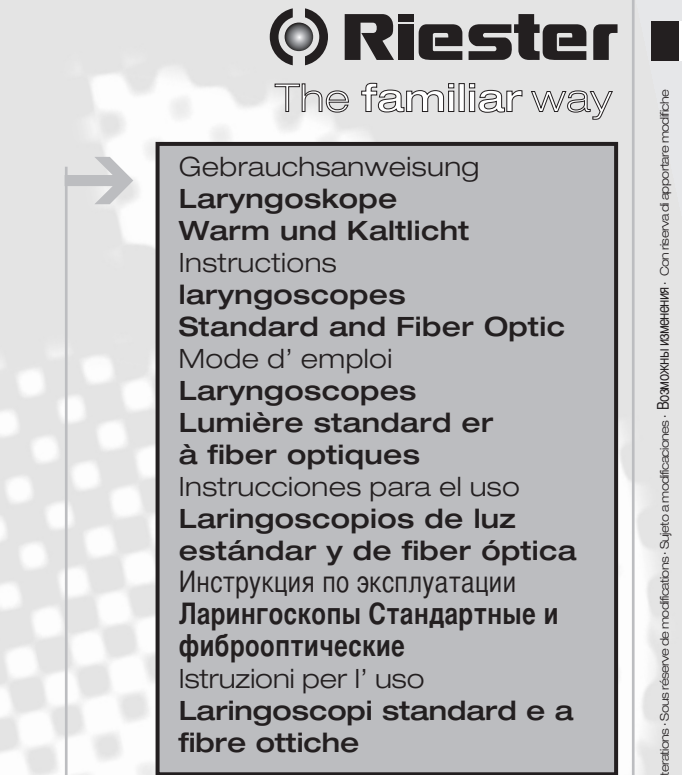 Riester
The familiar way
Gebrauchsanweisung
Laryngoskope
Warm und Kaltlicht
Instructions
laryngoscopes
Standard and Fiber Optic
Mode d’ emploi
Laryngoscopes
Lumière standard er
à fiber optiques
Instrucciones para el uso
Laringoscopios de luz
estándar y de fiber óptica
Инструкция по эксплуатации
Ларингоскопы Стандартные и
фиброоптические
Istruzioni per l’ uso
Laringoscopi standard e a
fibre ottiche
terations · Sous réserve de modifications · Sujeto a modificaciones · Возможны изменения · Con riserva di apportare modifiche